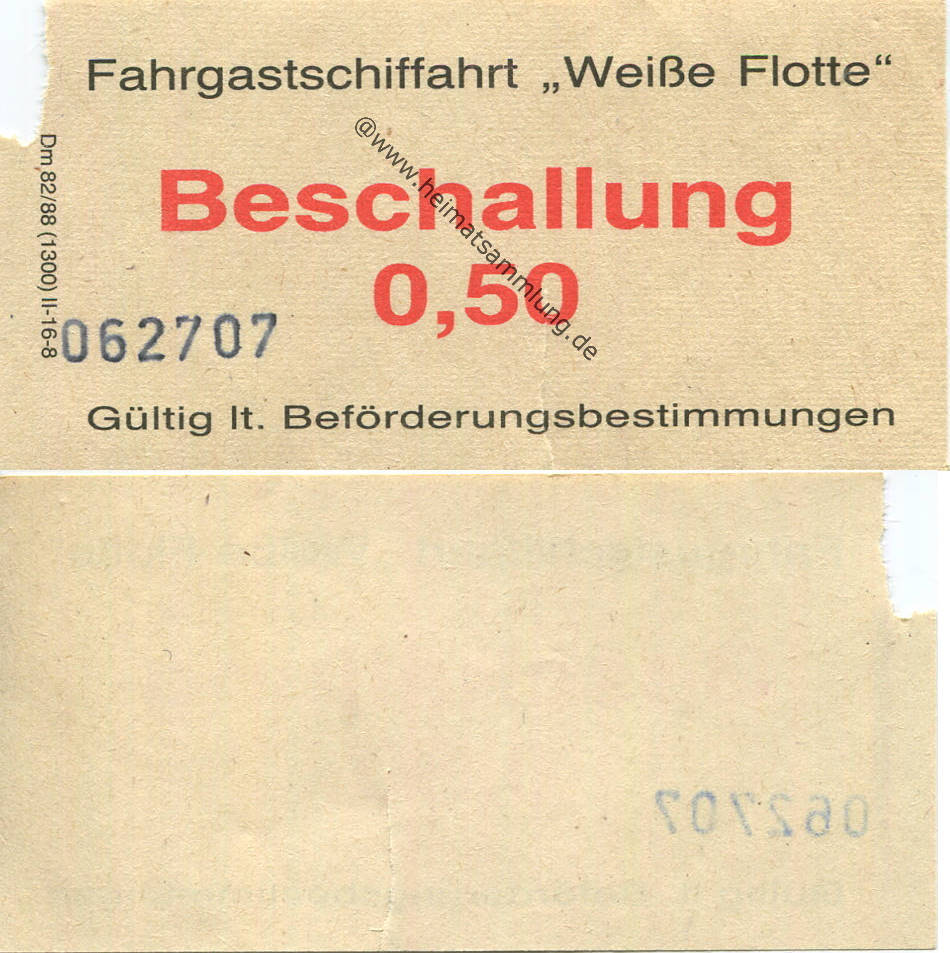 Fahrgastschiffahrt „Weiße Flotte“
Beschallung
0,50
Dm 82/88 (1300) II-16-8
062707
Gültig lt. Beförderungsbestimmungen
@www.heimatsammlung.de
062707